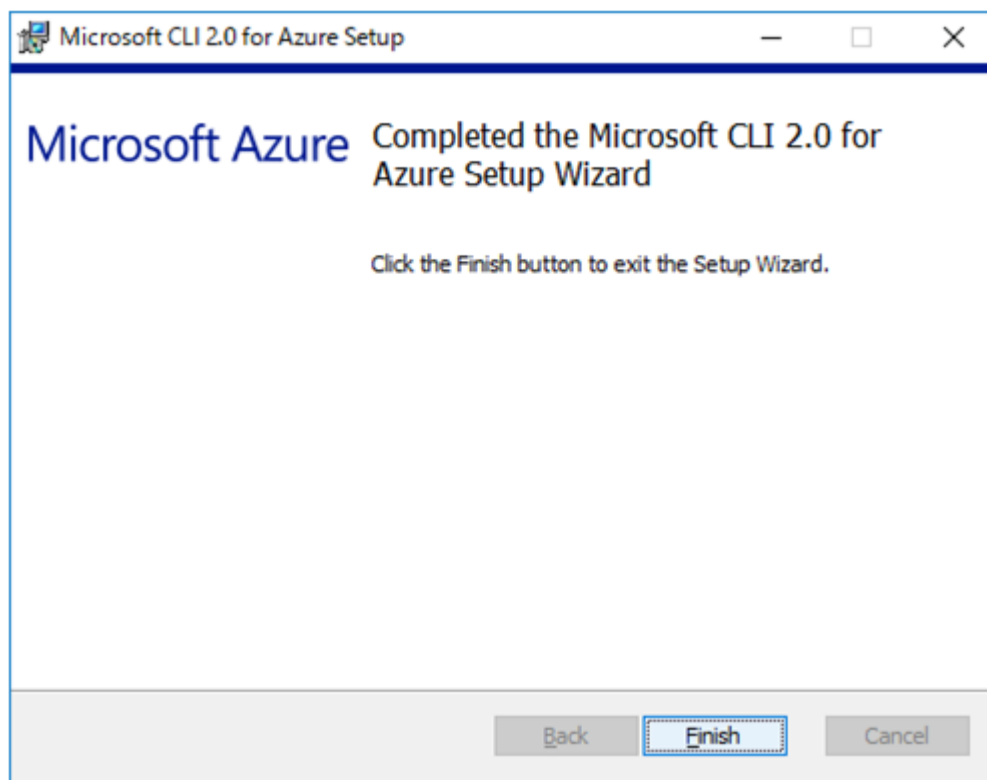 Microsoft CLI 2.0 for Azure Setup
Microsoft Azure
Completed the Microsoft CLI 2.0 for
Azure Setup Wizard
Click the Finish button to exit the Setup Wizard.
Back
Finish
Cancel